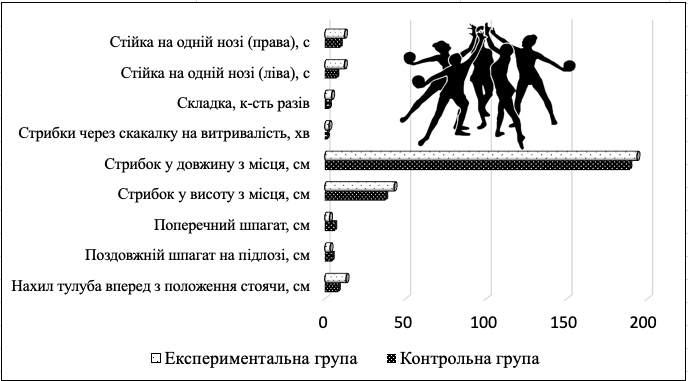 Стійка на одній нозі (права), с
Стійка на одній нозі (ліва), с
Складка, к-сть разів
Стрибки через скакалку на витривалість, хв
Стрибок у довжину з місця, см
Стрибок у висоту з місця, см
Поперечний шпагат, см
Поздовжній шпагат на підлозі, см
Нахил тулуба вперед з положення стоячи, см
0 50 100 150 200
Експериментальна група Контрольна група